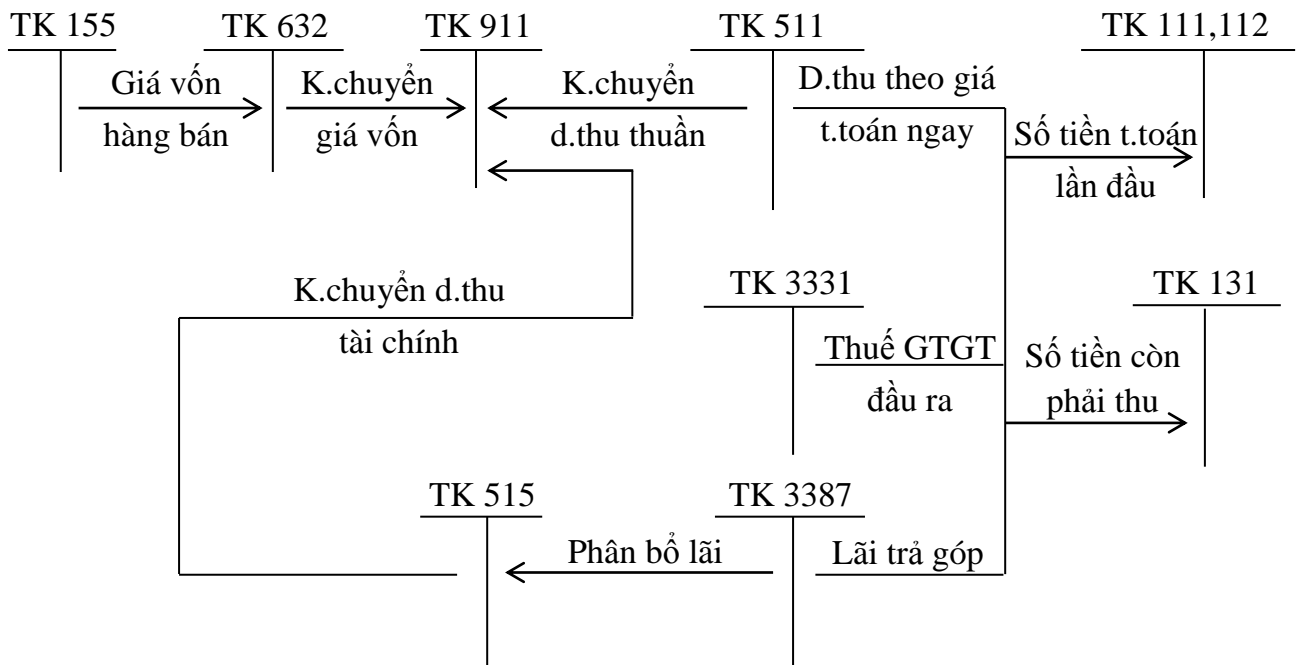 TK 155
TK 632
TK 911
TK 511
TK 111,112
Giá vốn
hàng bán
K.chuyển
giá vốn
K.chuyển
d.thu thuần
D.thu theo giá
t.toán ngay
Số tiền t.toán
lần đầu
K.chuyển d.thu
tài chính
TK 3331
TK 131
Thuế GTGT
đầu ra
Số tiền còn
phải thu
TK 515
TK 3387
Phân bổ lãi
Lãi trả góp